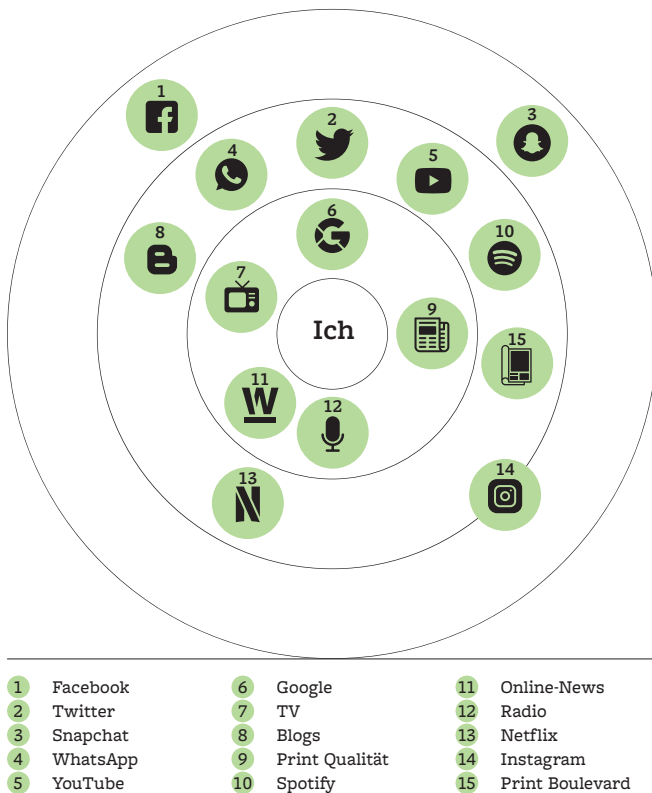 1
2
3
4
5
6
8
10
7
9
Ich
15
11
12
13
14
1 Facebook
2 Twitter
3 Snapchat
4 WhatsApp
5 YouTube
6 Google
7 TV
8 Blogs
9 Print Qualität
10 Spotify
11 Online-News
12 Radio
13 Netflix
14 Instagram
15 Print Boulevard